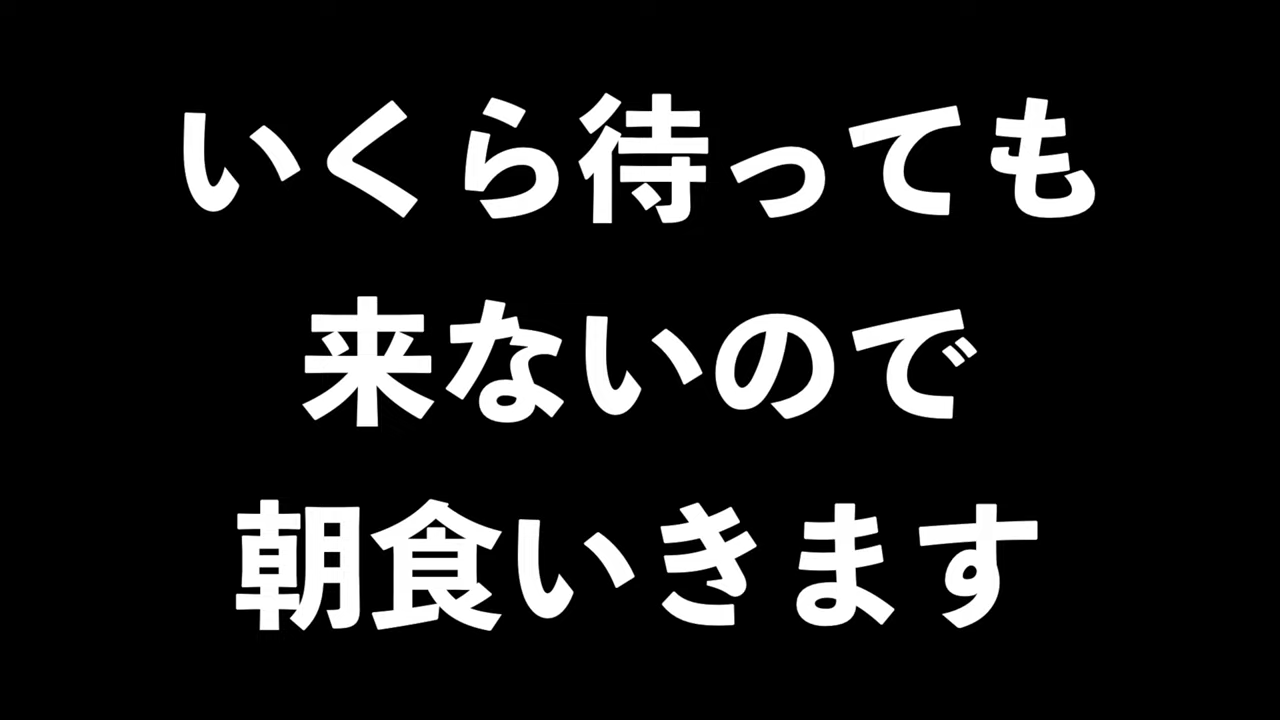 いくら待っても
来ないので
朝食いきます